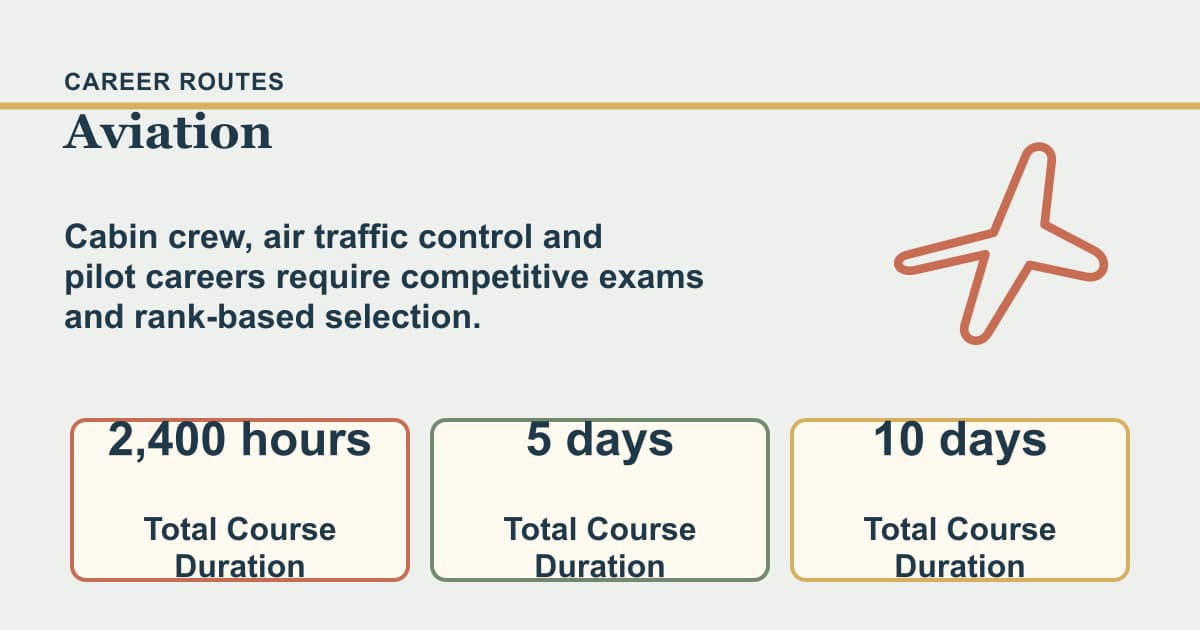 CAREER ROUTES
Aviation
Cabin crew, air traffic control and
pilot careers require competitive exams
and rank-based selection.
2,400 hours
Total Course
Duration
5 days
Total Course
Duration
10 days
Total Course
Duration